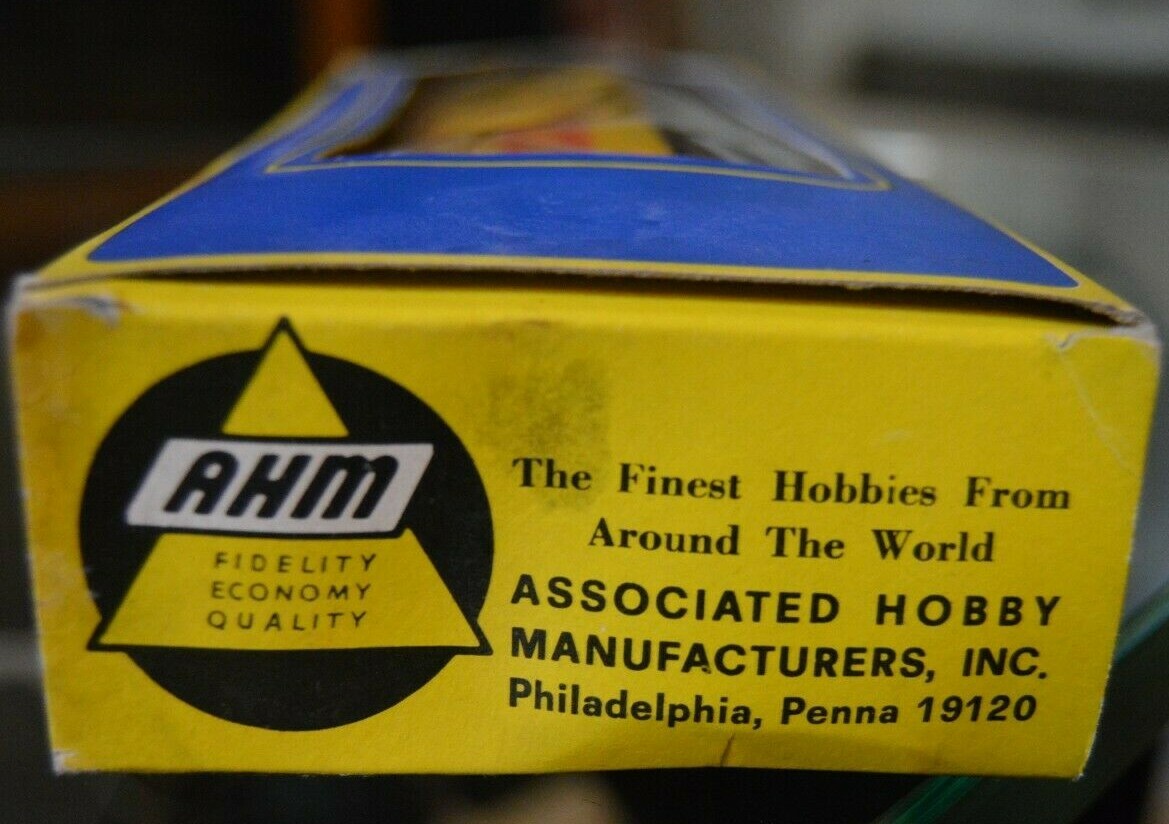 AHM
FIDELITY
ECONOMY
QUALITY
The Finest Hobbies From
Around The World
ASSOCIATED HOBBY
MANUFACTURERS, INC.
Philadelphia, Penna 19120